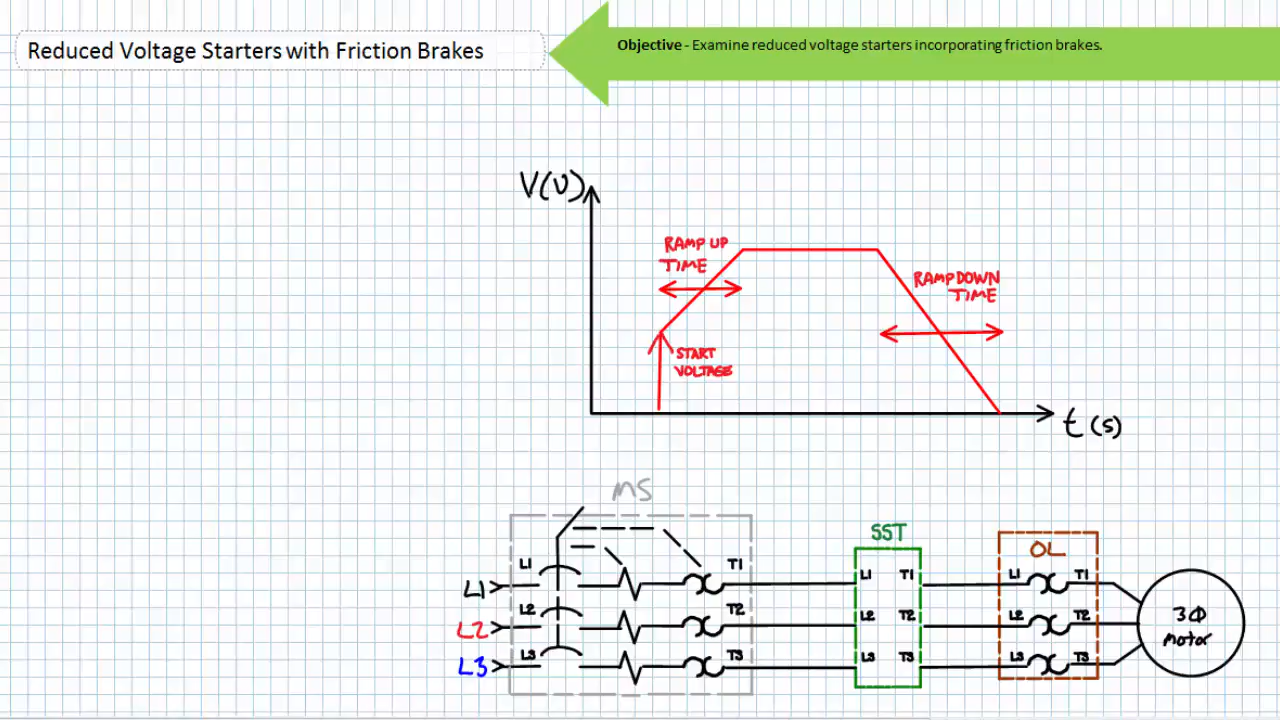 Reduced Voltage Starters with Friction Brakes
Objective - Examine reduced voltage starters incorporating friction brakes.
V(V)
RAMP UP
TIME
RAMP DOWN
TIME
START
VOLTAGE
t(s)
MS
SST
OL
L1 T1 L1 T1 L1 T1
L1
L2 T2 L2 T2 L2 T2
L2
L3 T3 L3 T3 L3 T3
L3
3Φ
motor